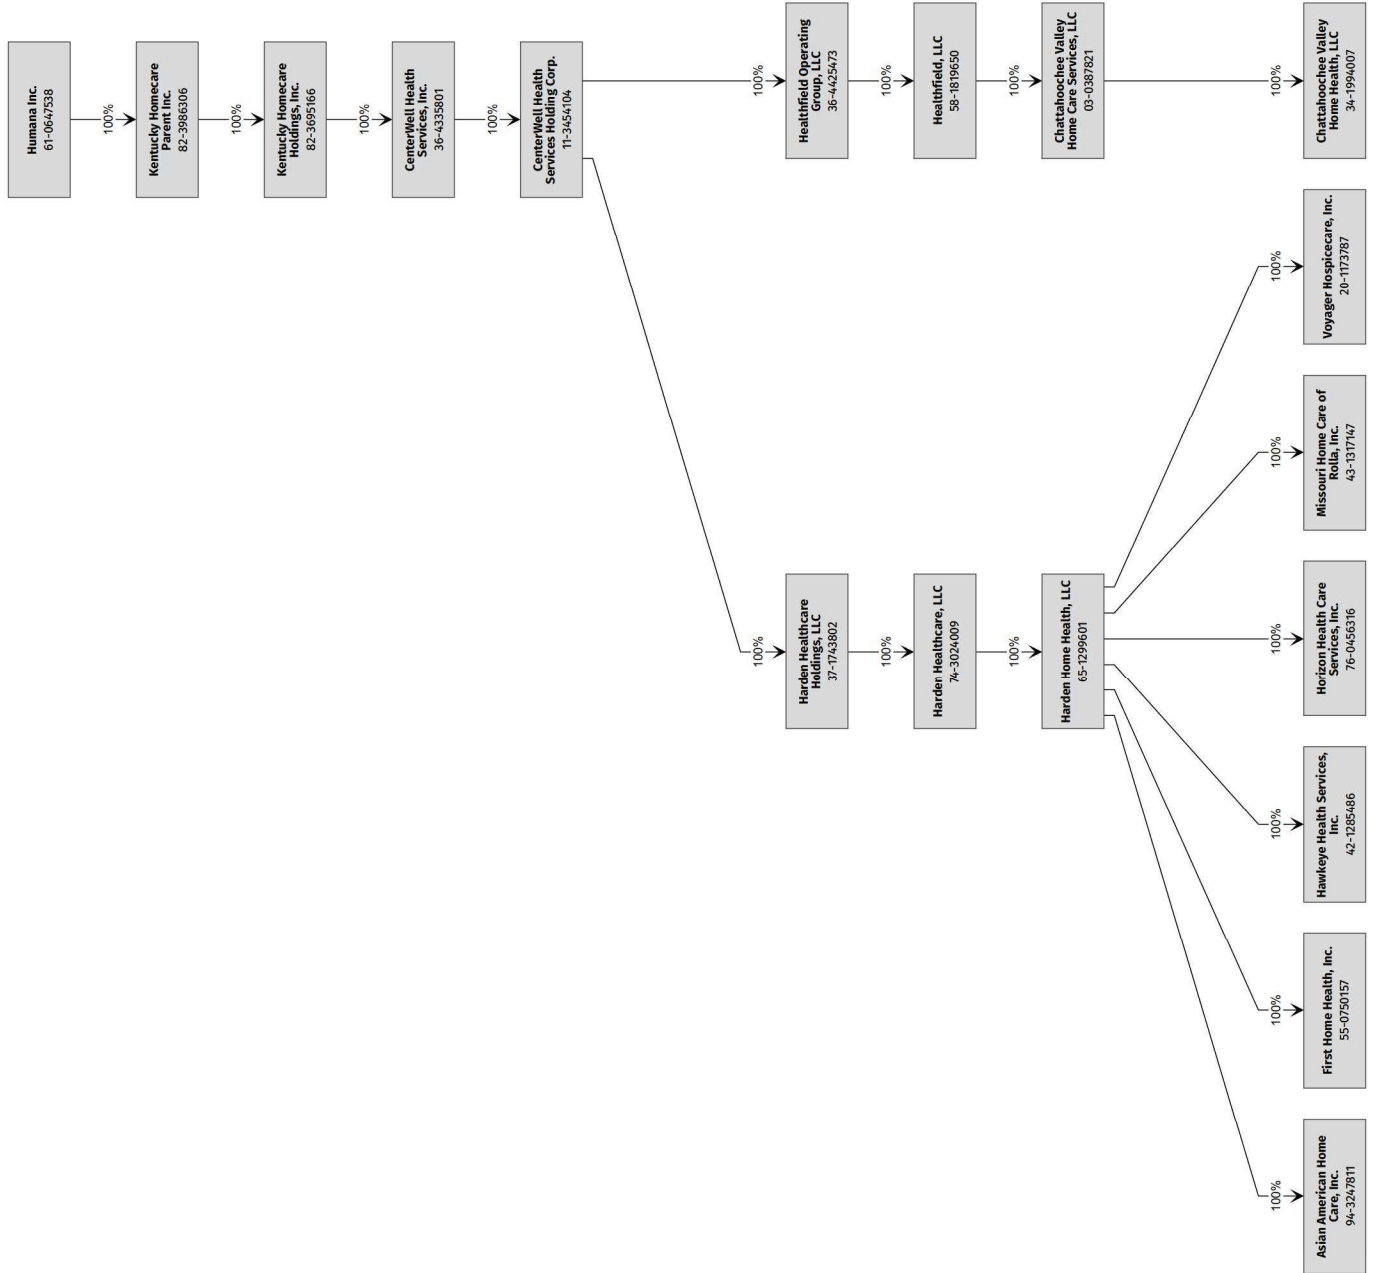 Humana Inc.
61-0647538
100%
Kentucky Homecare
Parent Inc.
82-3986306
100%
Kentucky Homecare
Holdings, Inc.
82-3695166
100%
CenterWell Health
Services, Inc.
36-4335801
100%
CenterWell Health
Services Holding Corp.
11-3454104
100%
Harden Healthcare
Holdings, LLC
37-1743802
100%
Harden Healthcare, LLC
74-3024009
100%
Harden Home Health, LLC
65-1299601
100%
Healthfield Operating
Group, LLC
36-4425473
100%
Healthfield, LLC
58-1819650
100%
Chattahoochee Valley
Home Care Services, LLC
03-0387821
100%
Asian American Home
Care, Inc.
94-3247811
100%
First Home Health, Inc.
55-0750157
100%
Hawkeye Health Services,
Inc.
42-1285486
100%
Horizon Health Care
Services, Inc.
76-0456316
100%
Missouri Home Care of
Rolla, Inc.
43-1317147
100%
Voyager Hospicecare, Inc.
20-1173787
100%
Chattahoochee Valley
Home Health, LLC
34-1994007